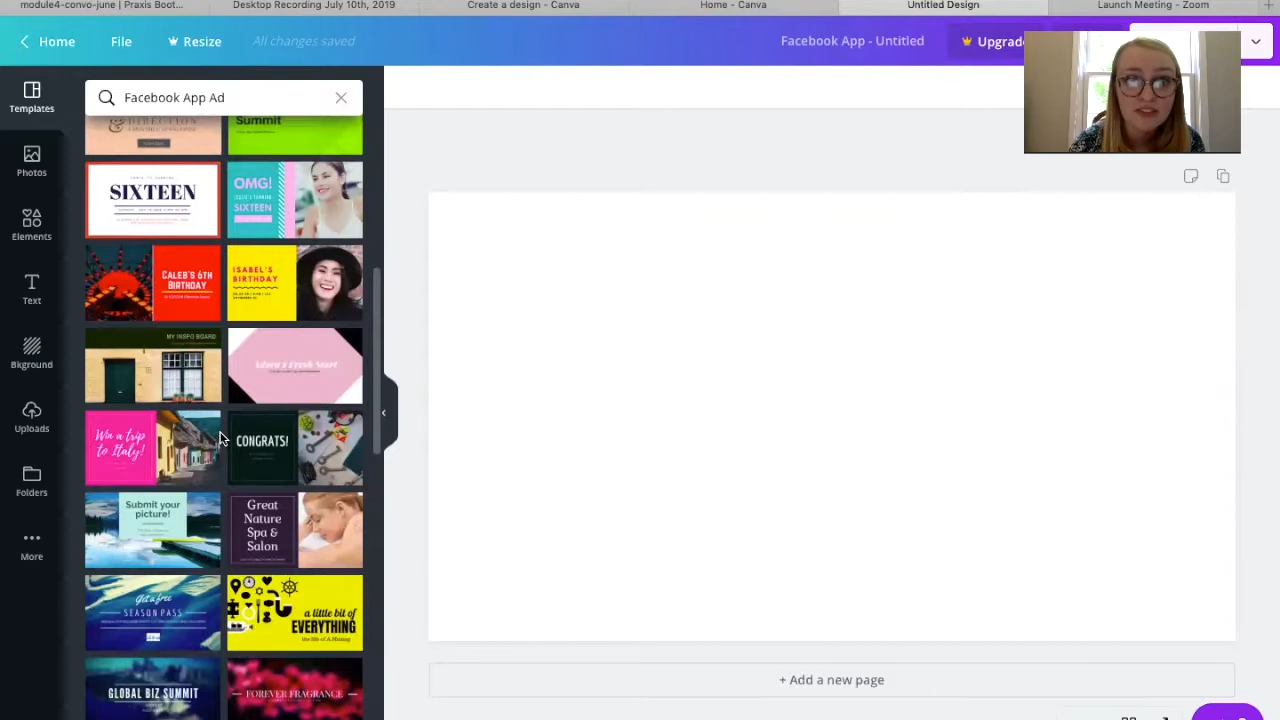 module4-convo-june | Praxis Boot...
Desktop Recording July 10th, 2019
Create a design - Canva
Home - Canva
Untitled Design
Launch Meeting - Zoom
Home
File
Resize
All changes saved
Facebook App - Untitled
Upgrade
Templates
Photos
Elements
Text
Bkground
Uploads
Folders
More
Facebook App Ad
& DIRECTION
Summit
SIXTEEN
OMG!
SIXTEEN
CALEB'S 6TH
BIRTHDAY
ISABEL'S
BIRTHDAY
MY INSPO BOARD
Fresh Start
Win a trip
to Italy!
CONGRATS!
Submit your
picture!
Great
Nature
Spa &
Salon
Get a free
SEASON PASS
a little bit of
EVERYTHING
GLOBAL BIZ SUMMIT
FOREVER FRAGRANCE
+ Add a new page